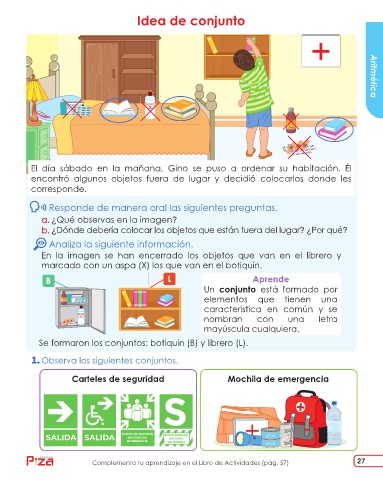 Idea de conjunto
Aritmética
El día sábado en la mañana, Gino se puso a ordenar su habitación. Él
encontró algunos objetos fuera de lugar y decidió colocarlos donde les
corresponde.
Responde de manera oral las siguientes preguntas.
a. ¿Qué observas en la imagen?
b. ¿Dónde debería colocar los objetos que están fuera del lugar? ¿Por qué?
Analiza la siguiente información.
En la imagen se han encerrado los objetos que van en el librero y
marcado con un aspa (X) los que van en el botiquín.
B
L
Aprende
Un conjunto está formado por
elementos que tienen una
característica en común y se
nombran con una letra
mayúscula cualquiera.
Se formaron los conjuntos: botiquín (B) y librero (L).
1. Observa los siguientes conjuntos.
Carteles de seguridad
Mochila de emergencia
SALIDA
SALIDA
S
Piza
Complementa tu aprendizaje en el Libro de Actividades (pág. 57)
27